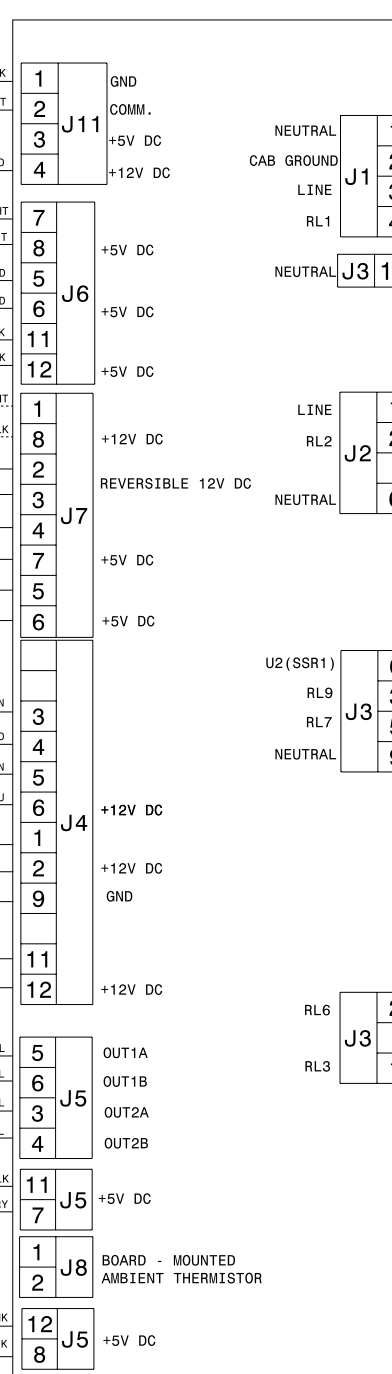 1 GND
2 COMM.
J11
3 +5V DC
4 +12V DC
NEUTRAL
CAB GROUND
J1
LINE
RL1
7
8 +5V DC
5
J6
6 +5V DC
11
12 +5V DC
NEUTRAL J3 1
1
8 +12V DC
2
REVERSIBLE 12V DC
3
J7
4
7 +5V DC
5
6 +5V DC
LINE
RL2
J2
NEUTRAL
3
4
5
6 +12V DC
J4
1
2 +12V DC
9 GND
11
12 +12V DC
U2(SSR1)
RL9
J3
RL7
NEUTRAL
RL6
J3
RL3
5 OUT1A
6 OUT1B
J5
3 OUT2A
4 OUT2B
11
J5 +5V DC
7
1
BOARD - MOUNTED
J8
2 AMBIENT THERMISTOR
12
J5 +5V DC
8